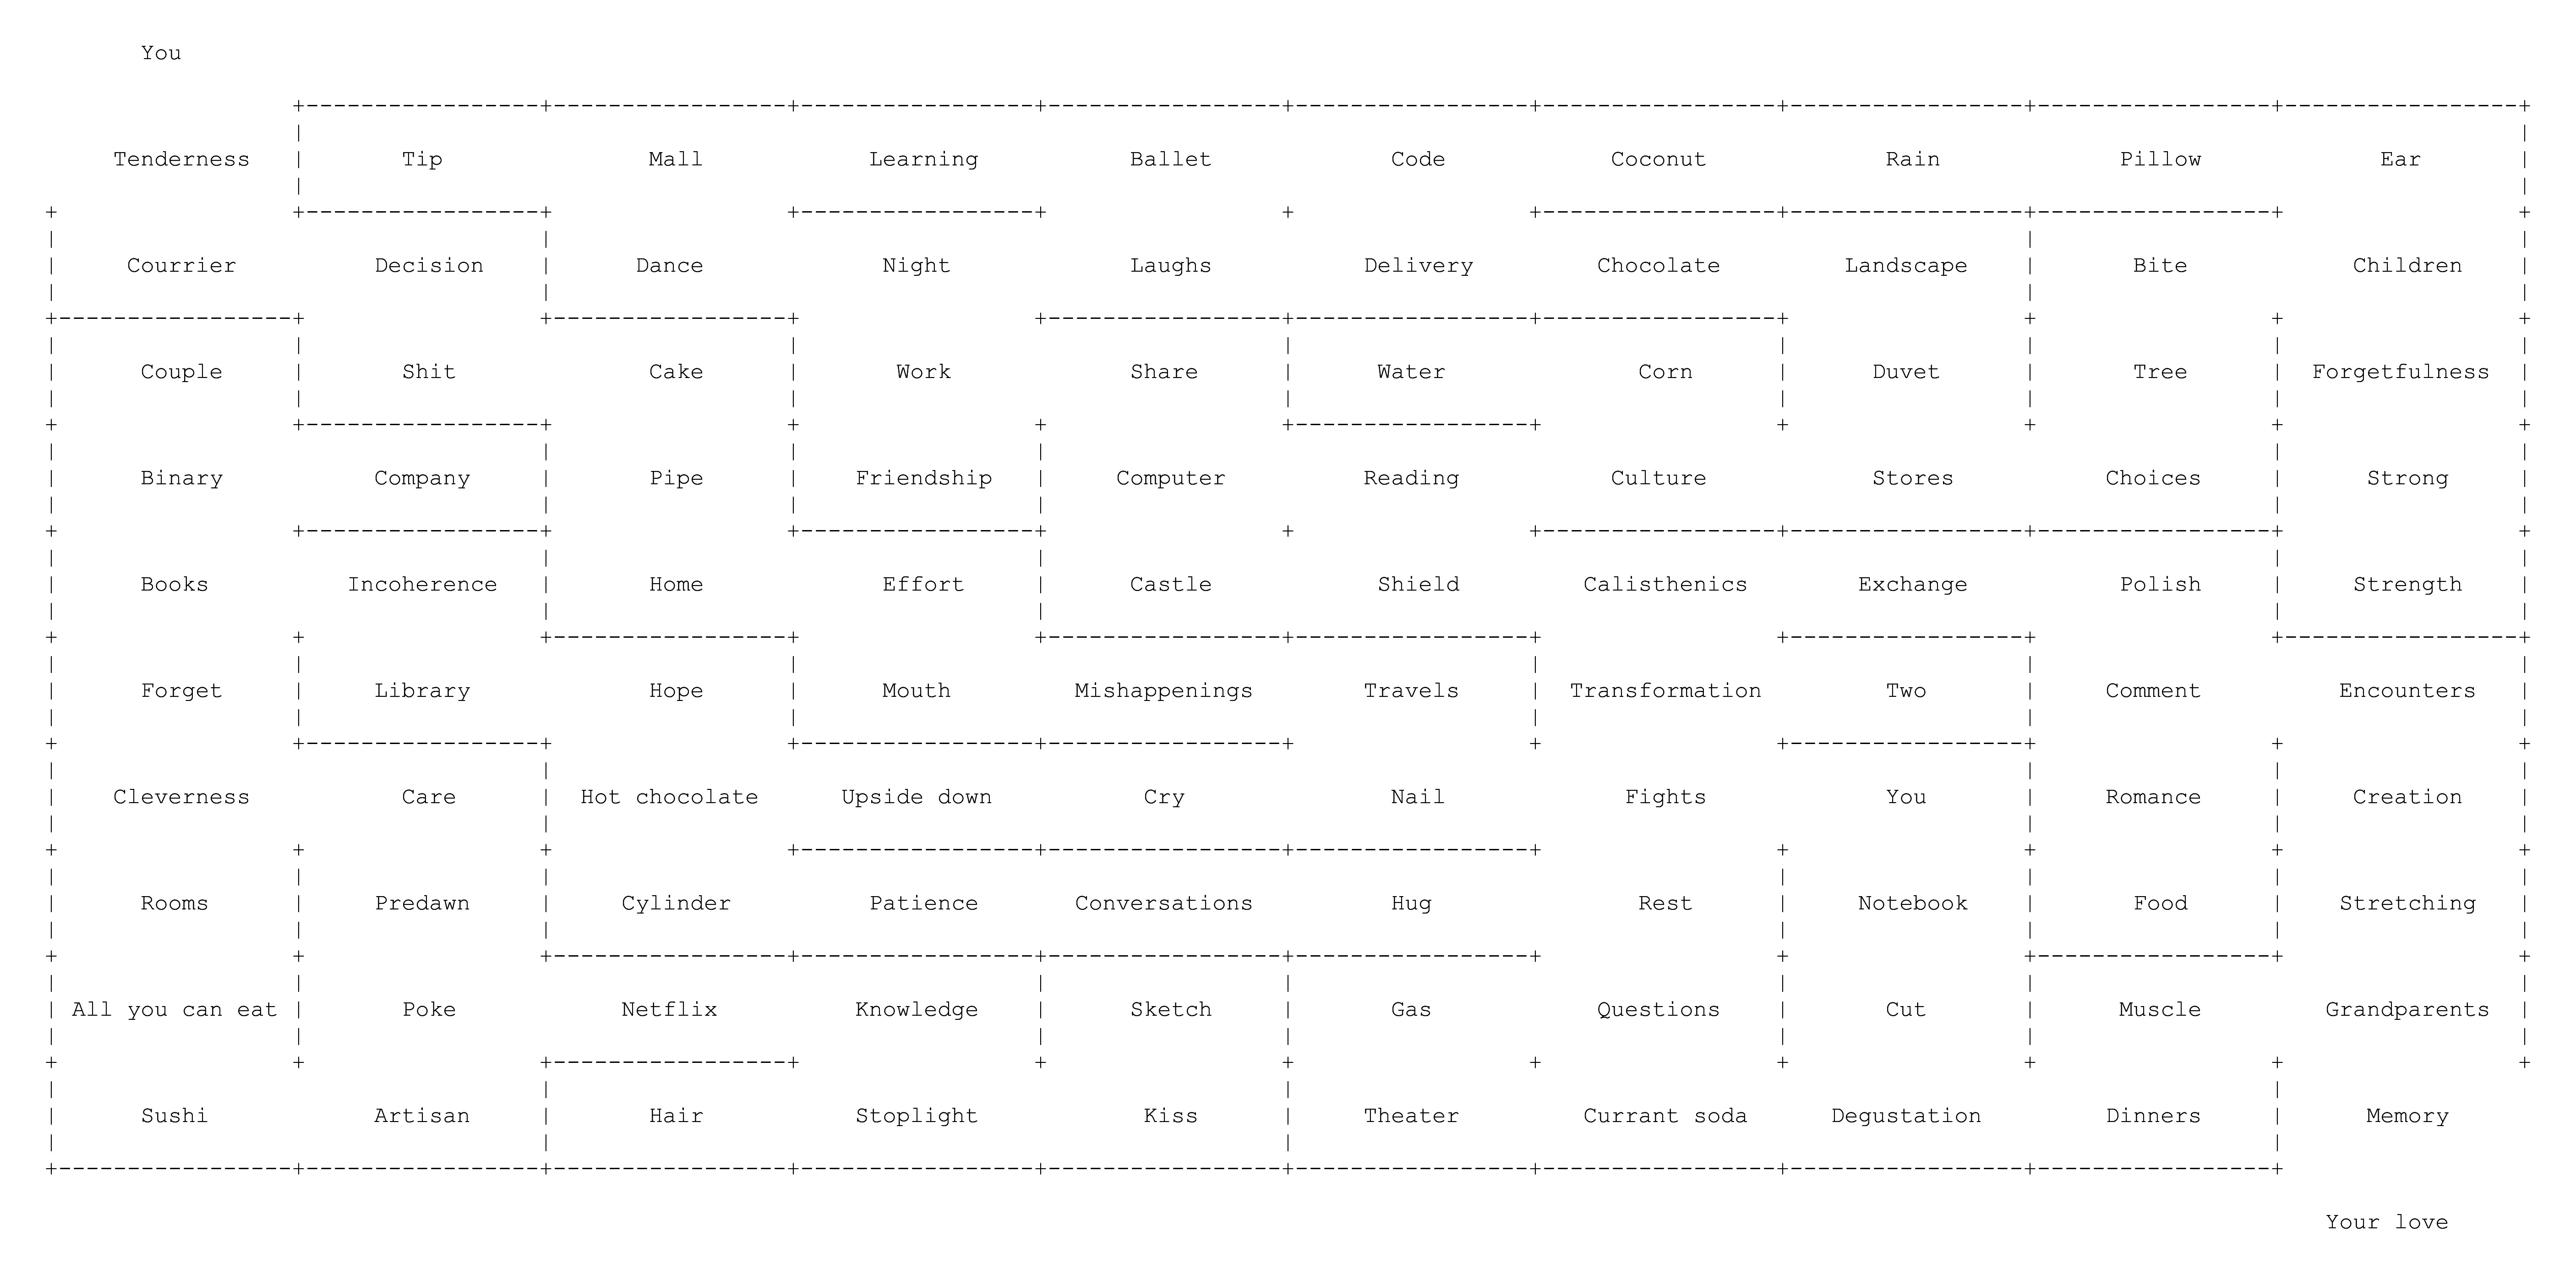 You
Tenderness Tip Mall Learning Ballet Code Coconut Rain Pillow Ear
Courrier Decision Dance Night Laughs Delivery Chocolate Landscape Bite Children
Couple Shit Cake Work Share Water Corn Duvet Tree Forgetfulness
Binary Company Pipe Friendship Computer Reading Culture Stores Choices Strong
Books Incoherence Home Effort Castle Shield Calisthenics Exchange Polish Strength
Forget Library Hope Mouth Mishappenings Travels Transformation Two Comment Encounters
Cleverness Care Hot chocolate Upside down Cry Nail Fights You Romance Creation
Rooms Predawn Cylinder Patience Conversations Hug Rest Notebook Food Stretching
All you can eat Poke Netflix Knowledge Sketch Gas Questions Cut Muscle Grandparents
Sushi Artisan Hair Stoplight Kiss Theater Currant soda Degustation Dinners Memory
Your love